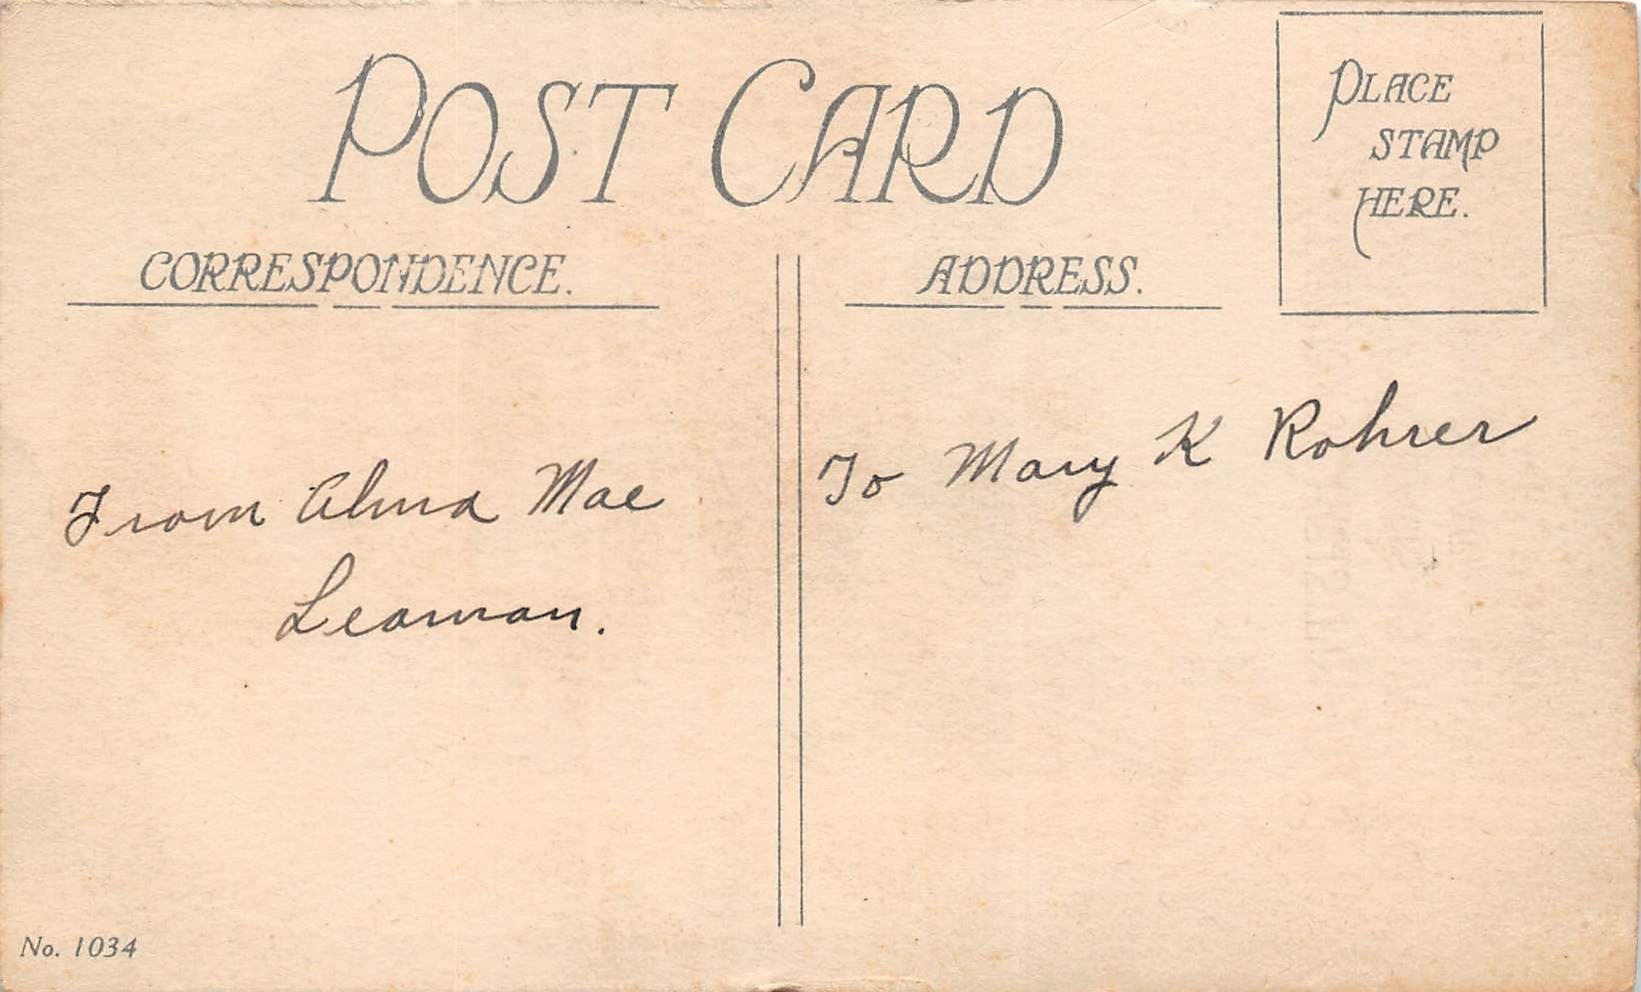 POST CARD
PLACE
STAMP
HERE.
CORRESPONDENCE.
ADDRESS.
From Alma Mae
Leaman.
To Mary K Rohrer
No. 1034